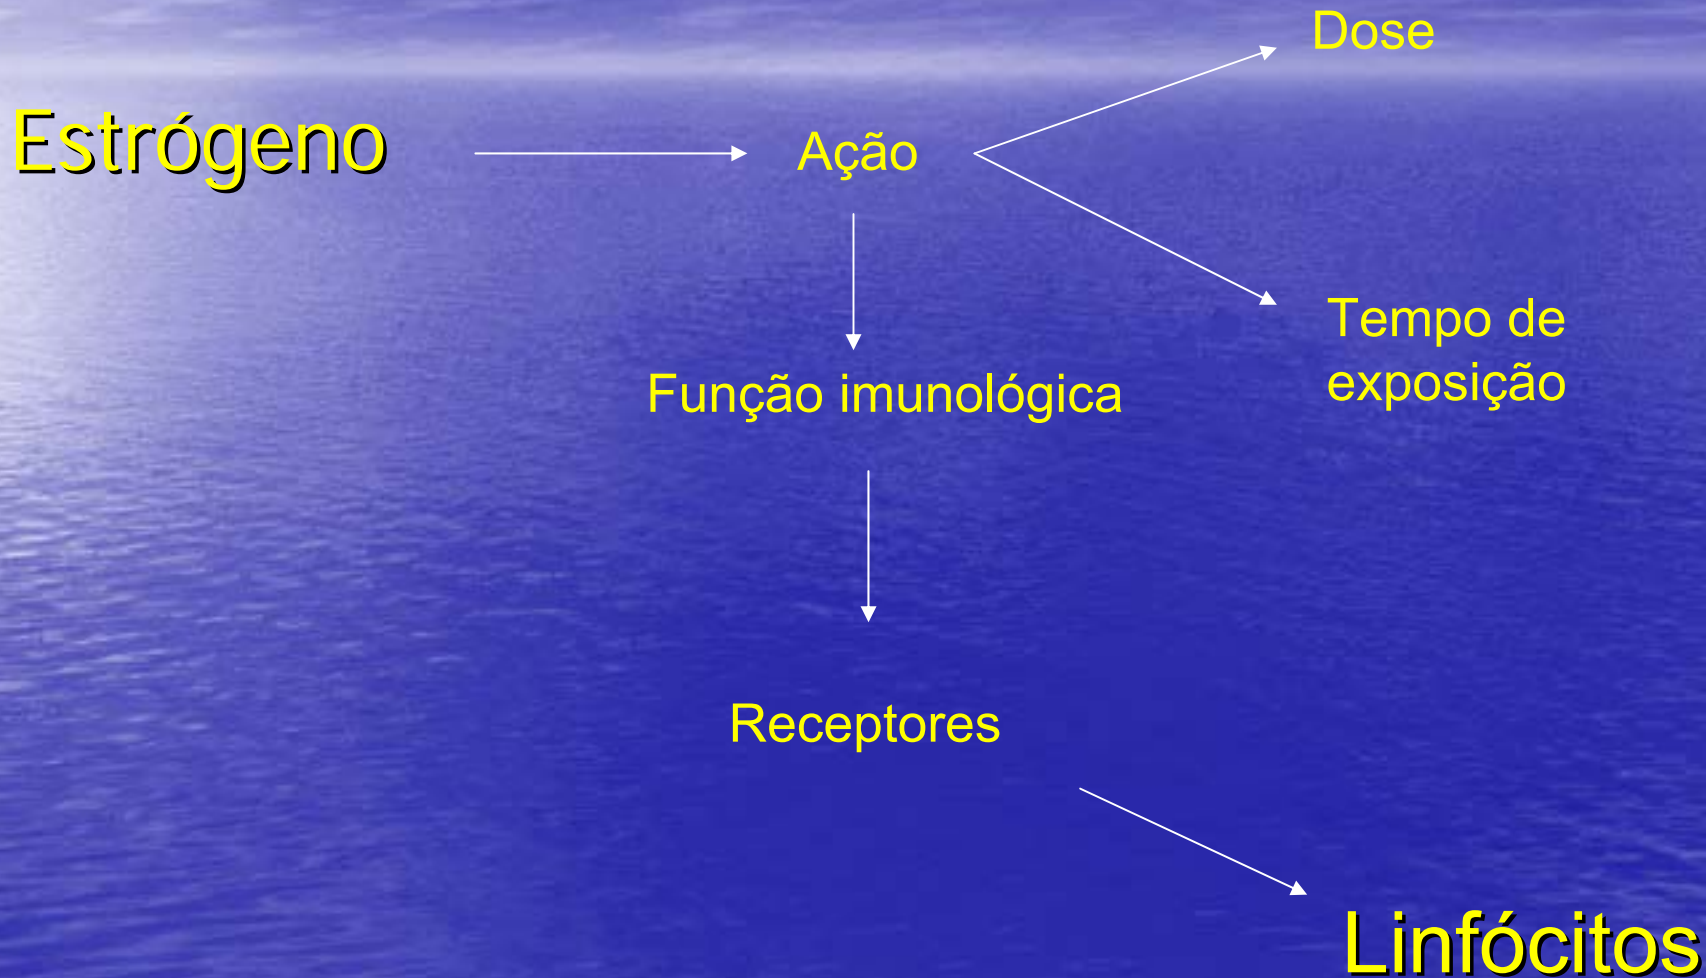 Dose
Estrógeno
Ação
Tempo de
exposição
Função imunológica
Receptores
Linfócitos